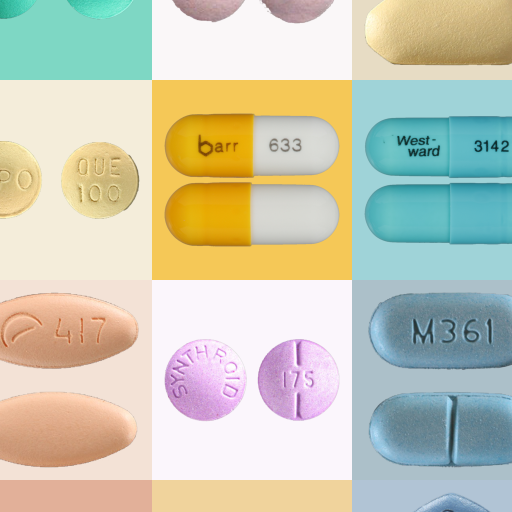 PO
QUE
100
barr 633
West-
ward 3142
417
SYNTHROID
175
M361